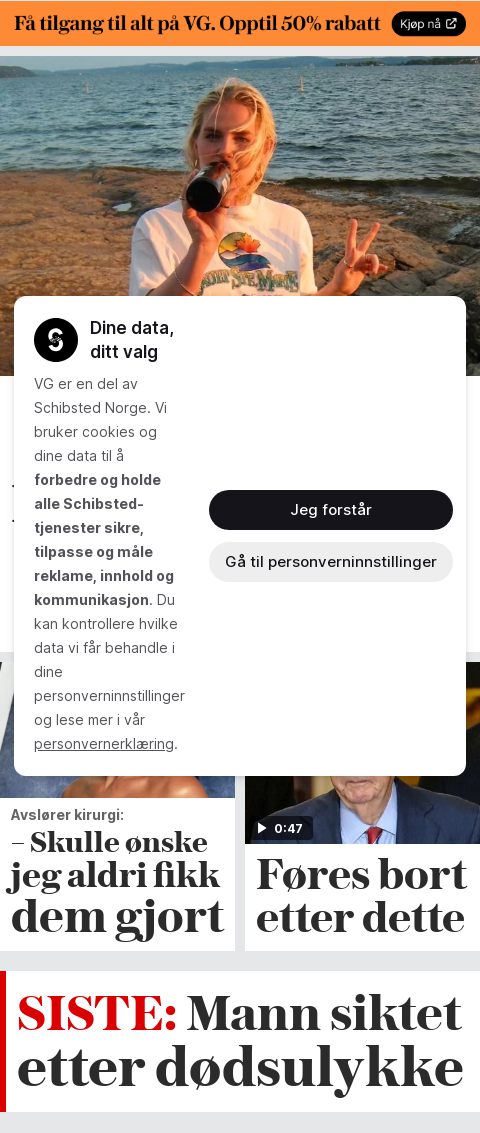 Få tilgang til alt på VG. Opptil 50% rabatt
Kjøp nå
Dine data,
ditt valg
VG er en del av
Schibsted Norge. Vi
bruker cookies og
dine data til å
forbedre og holde
alle Schibsted-
tjenester sikre,
tilpasse og måle
reklame, innhold og
kommunikasjon. Du
kan kontrollere hvilke
data vi får behandle i
dine
personverninnstillinger
og lese mer i vår
personvernerklæring.
Jeg forstår
Gå til personverninnstillinger
Avslører kirurgi:
– Skulle ønske
jeg aldri fikk
dem gjort
0:47
Føres bort
etter dette
SISTE: Mann siktet
etter dødsulykke